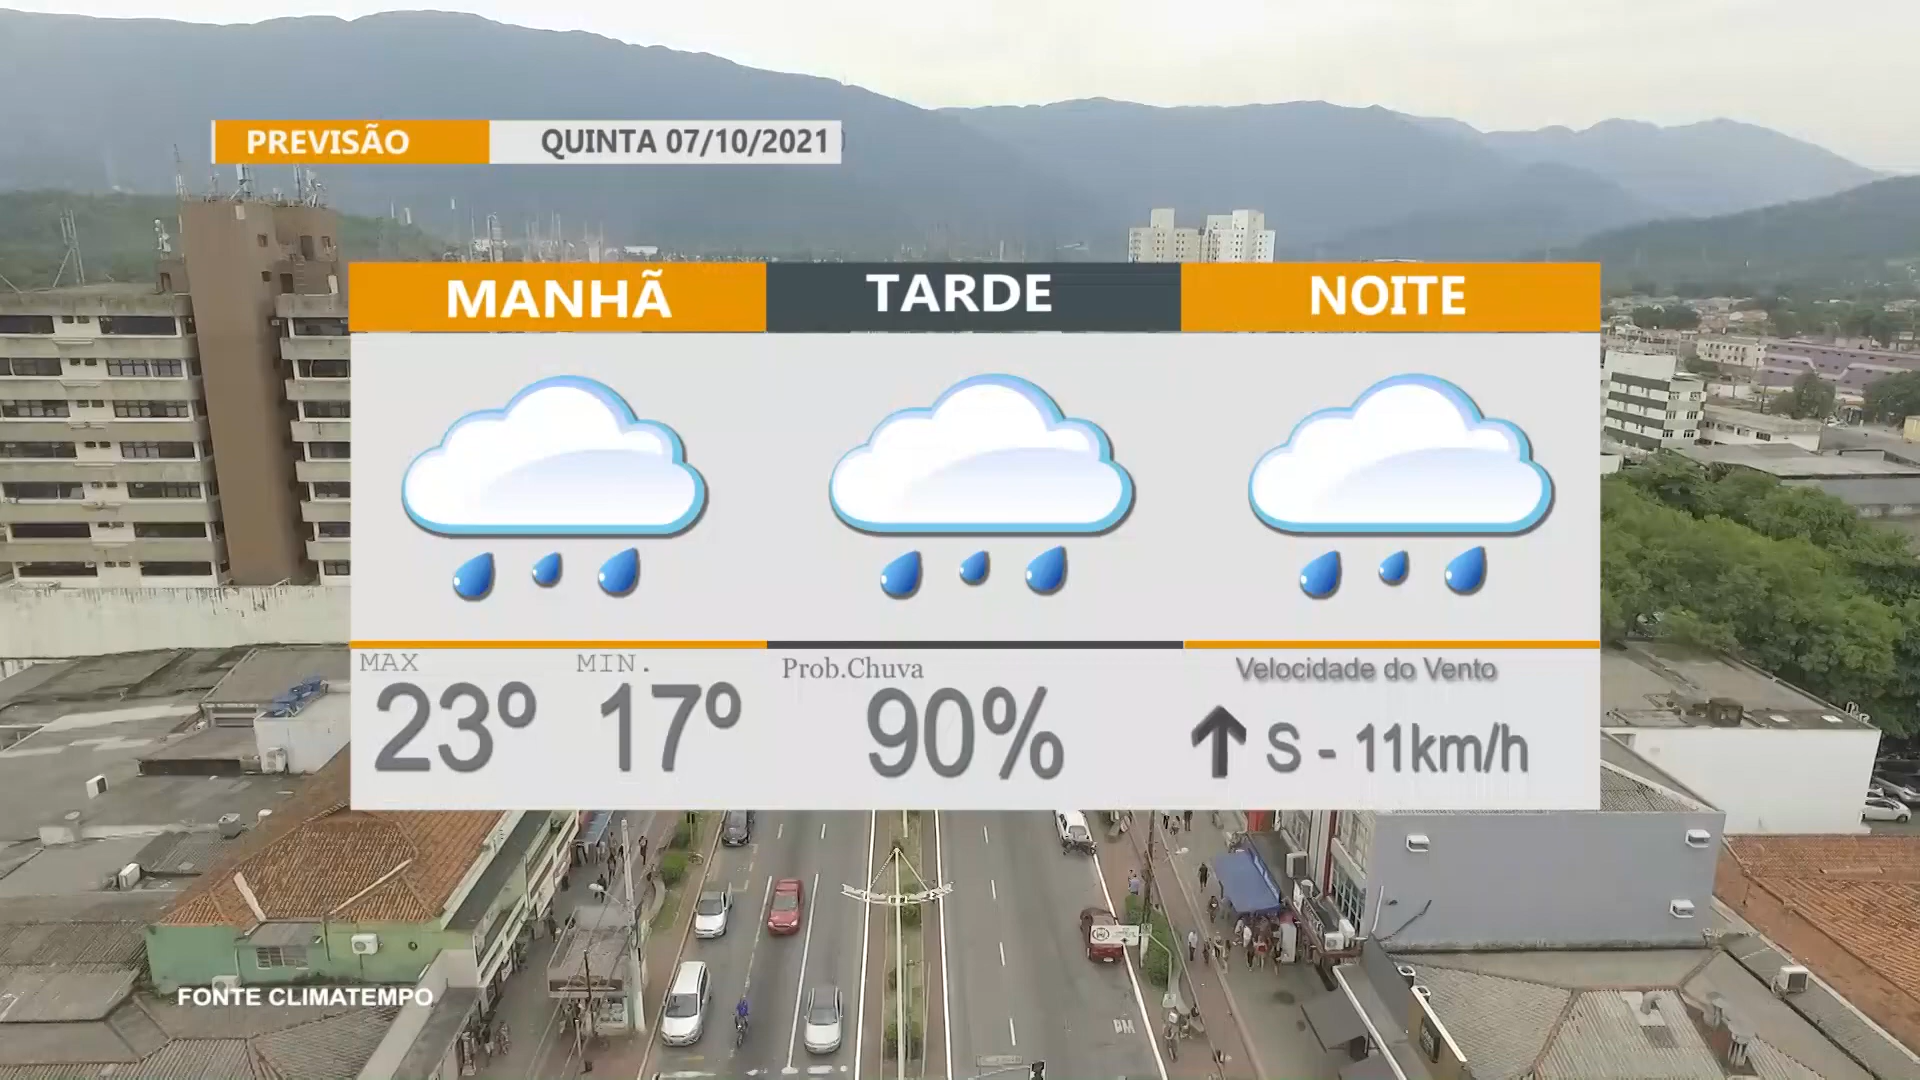 PREVISÃO QUINTA 07/10/2021
MANHÃ TARDE NOITE
MAX MIN. Prob.Chuva Velocidade do Vento
23º 17º 90% S - 11km/h
FONTE CLIMATEMPO